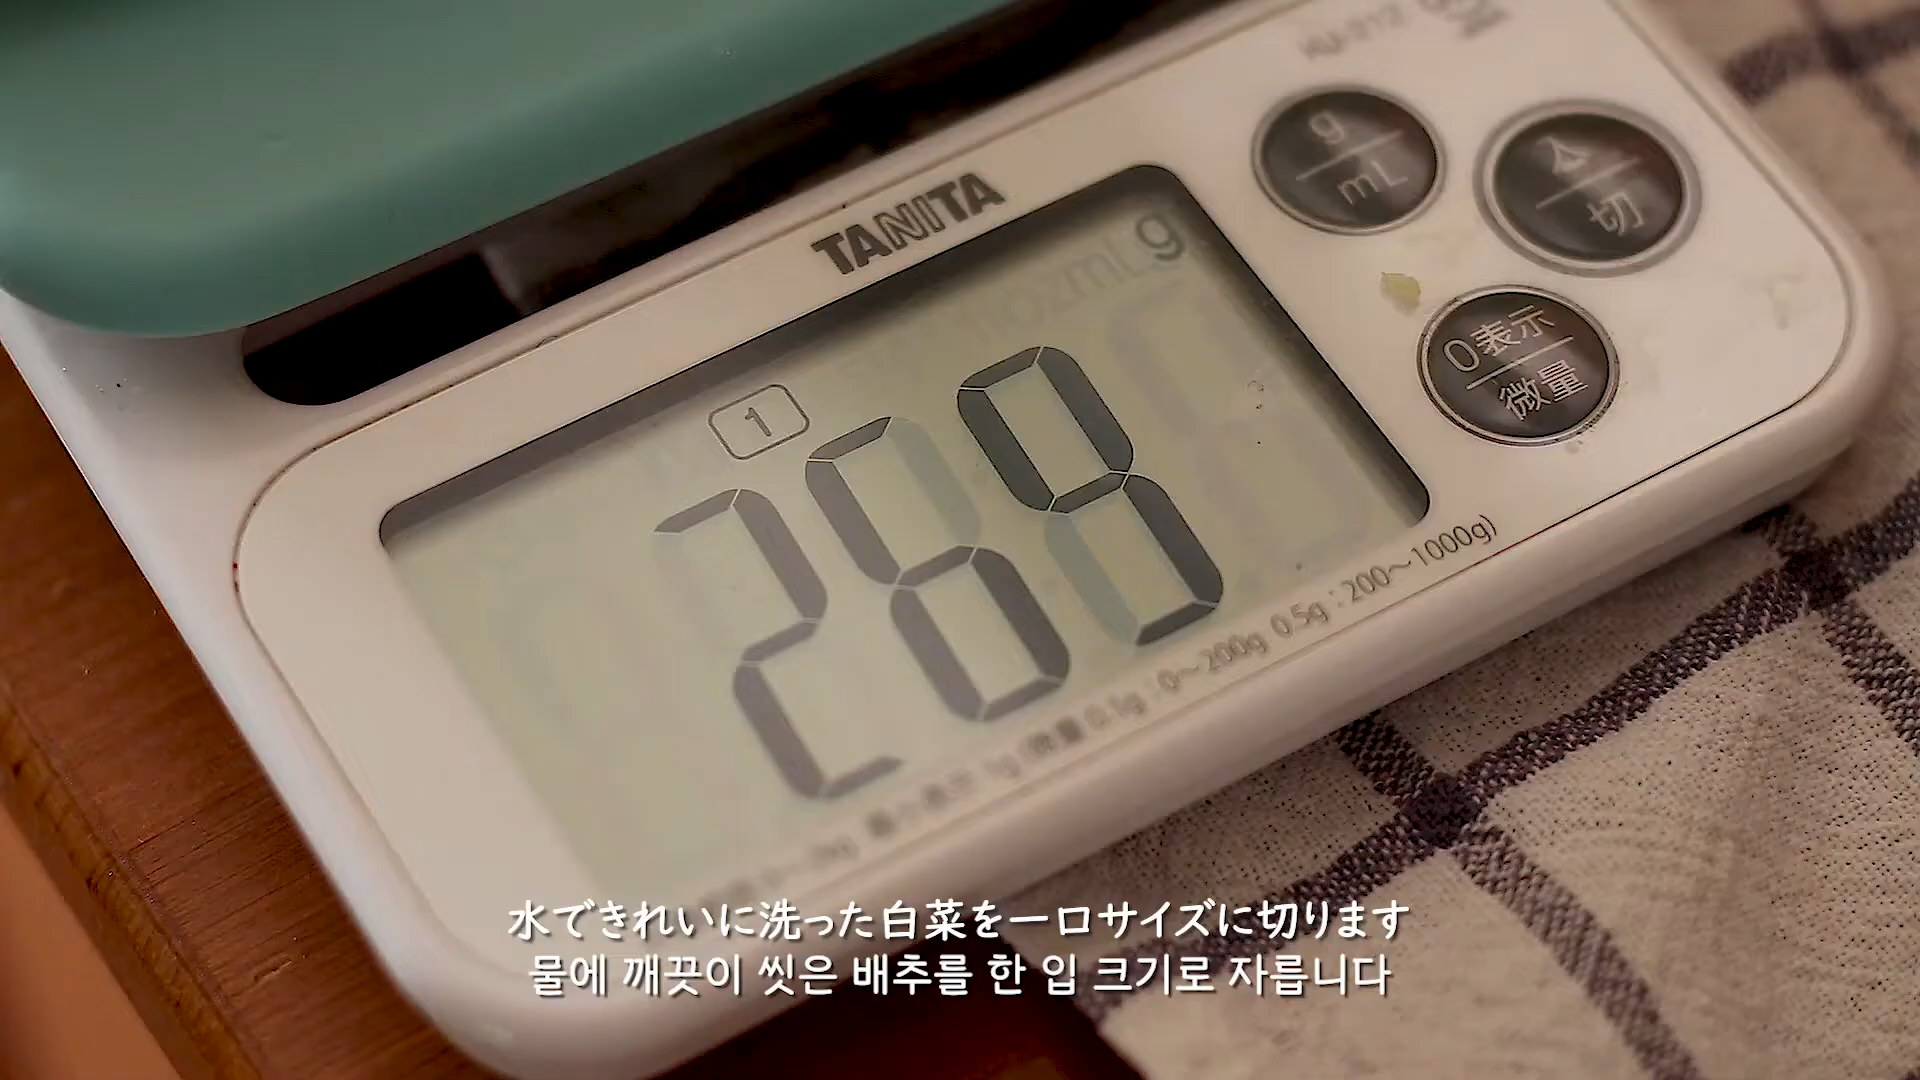 g
mL
切
TANITA
g
0表示
微量
1
269
0～200g 0.5g : 200～1000g)
水できれいに洗った白菜を一口サイズに切ります
물에 깨끗이 씻은 배추를 한 입 크기로 자릅니다